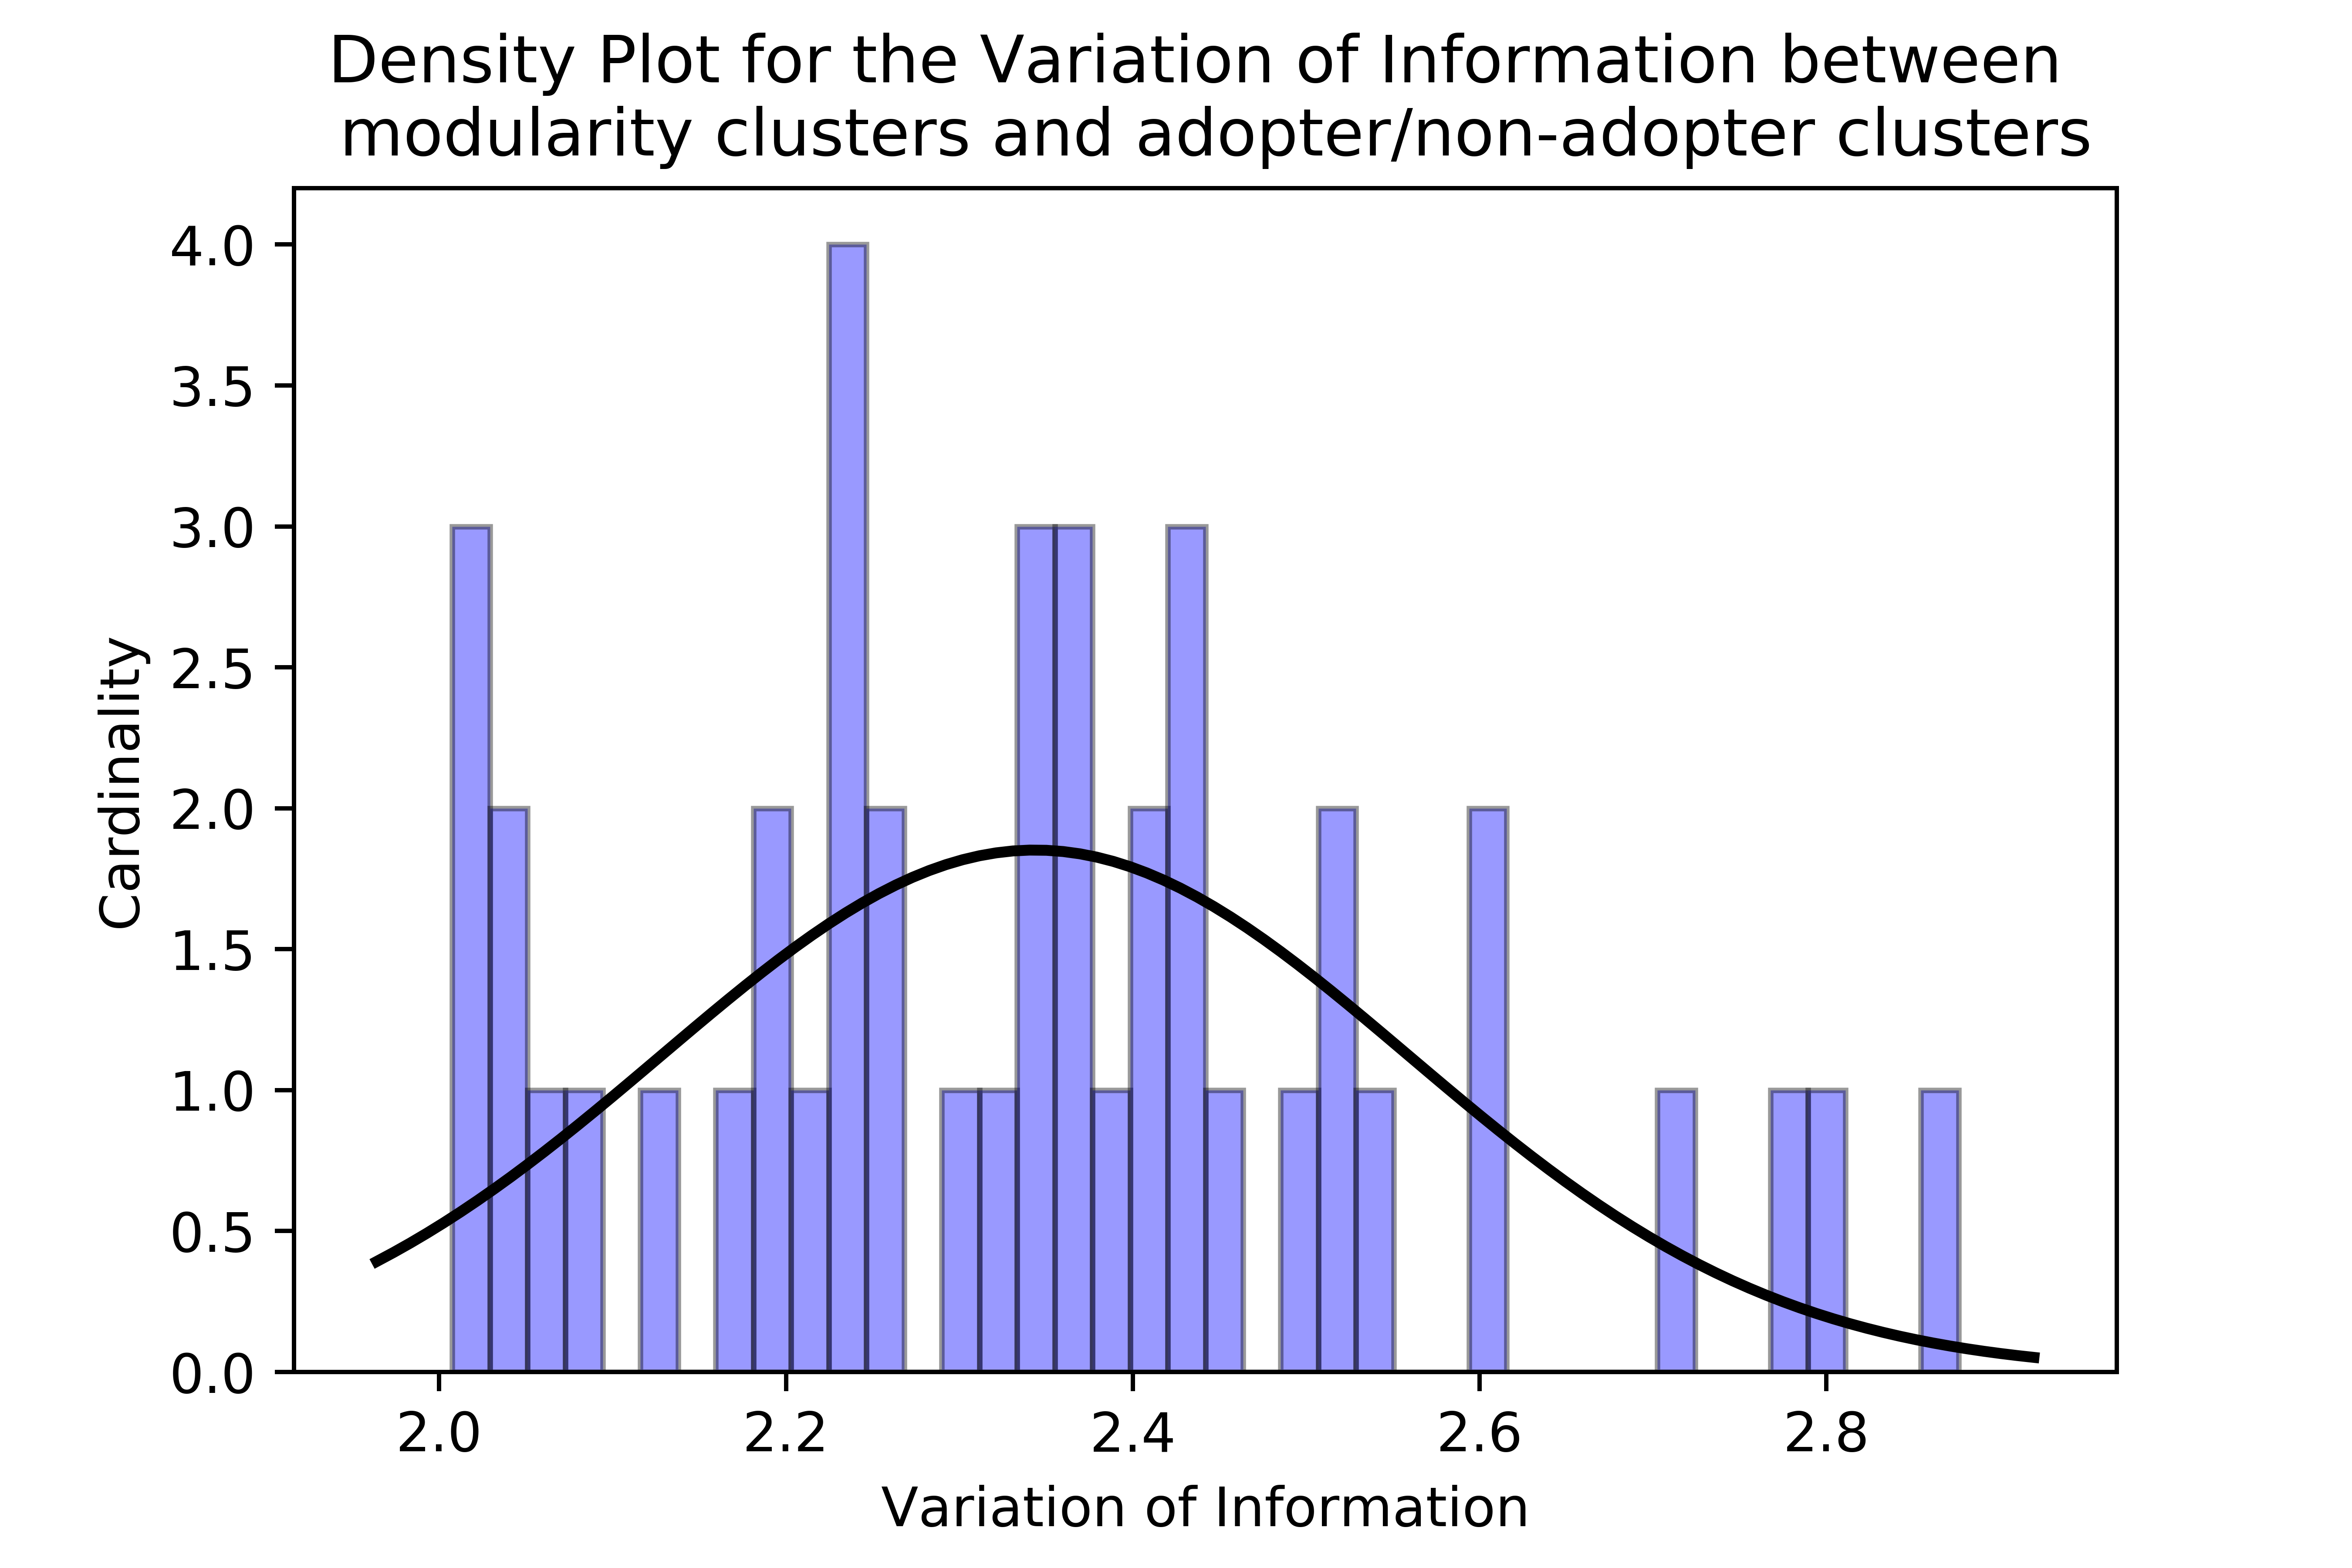 Density Plot for the Variation of Information between
modularity clusters and adopter/non-adopter clusters
4.0
3.5
3.0
2.5
2.0
1.5
1.0
0.5
0.0
Cardinality
2.0 2.2 2.4 2.6 2.8
Variation of Information